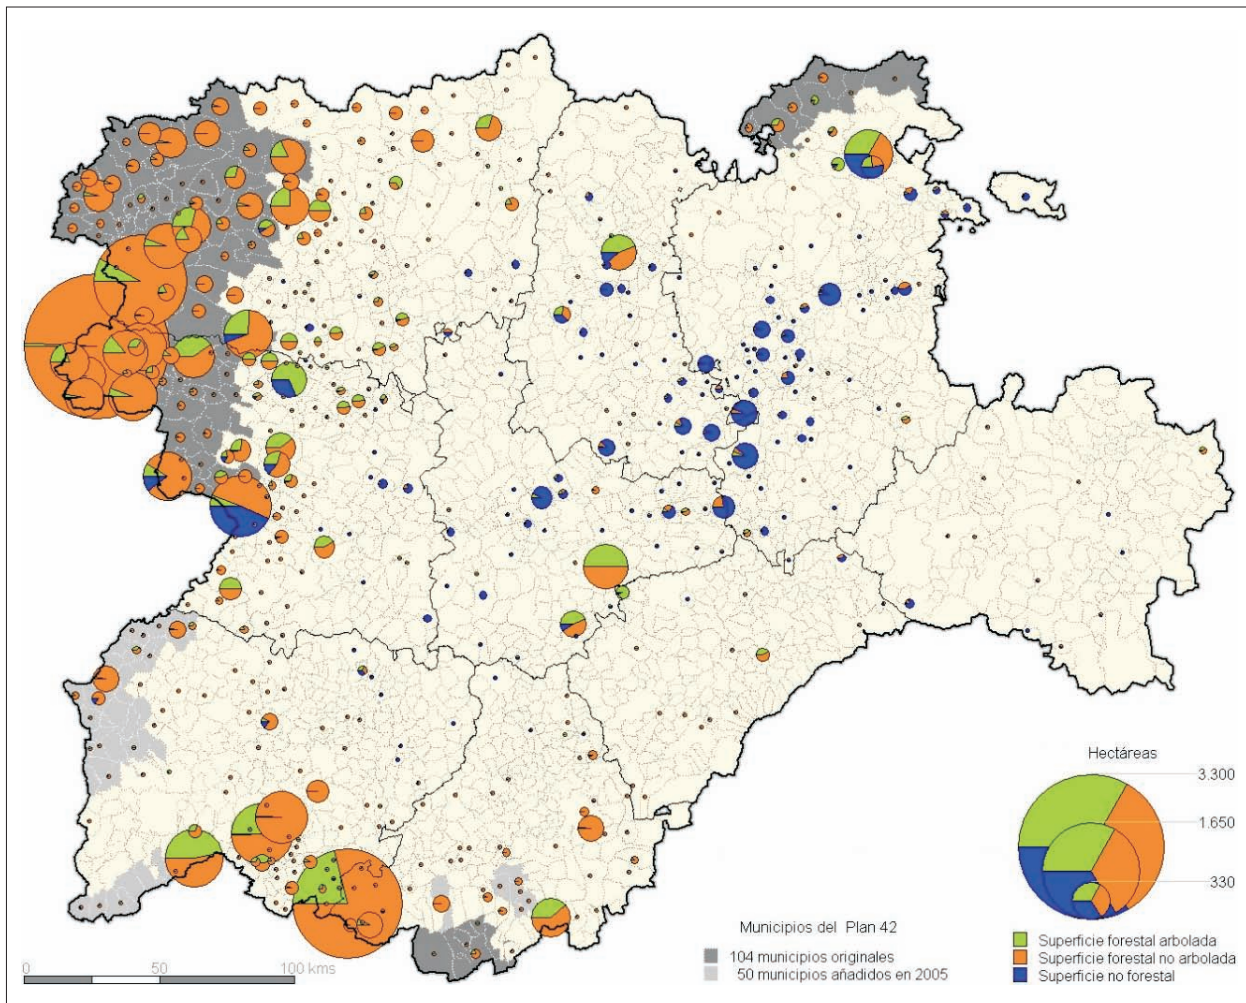 Hectáreas
3.300
1.650
330
Municipios del Plan 42
104 municipios originales
50 municipios añadidos en 2005
Superficie forestal arbolada
Superficie forestal no arbolada
Superficie no forestal
0 50 100 kms